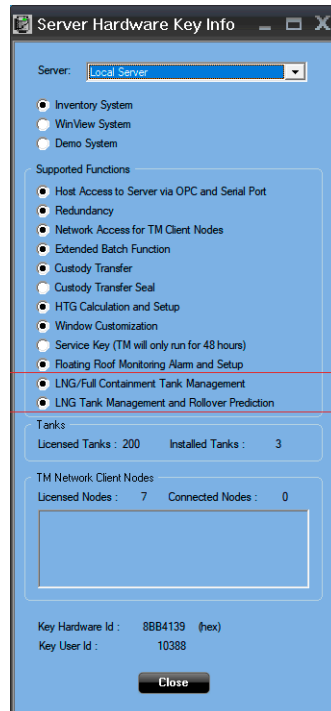 Server Hardware Key Info
Server: Local Server
Inventory System
WinView System
Demo System
Supported Functions
Host Access to Server via OPC and Serial Port
Redundancy
Network Access for TM Client Nodes
Extended Batch Function
Custody Transfer
Custody Transfer Seal
HTG Calculation and Setup
Window Customization
Service Key (TM will only run for 48 hours)
Floating Roof Monitoring Alarm and Setup
LNG/Full Containment Tank Management
LNG Tank Management and Rollover Prediction
Tanks
Licensed Tanks : 200 Installed Tanks : 3
TM Network Client Nodes
Licensed Nodes : 7 Connected Nodes : 0
Key Hardware Id : 8BB4139 (hex)
Key User Id : 10388
Close